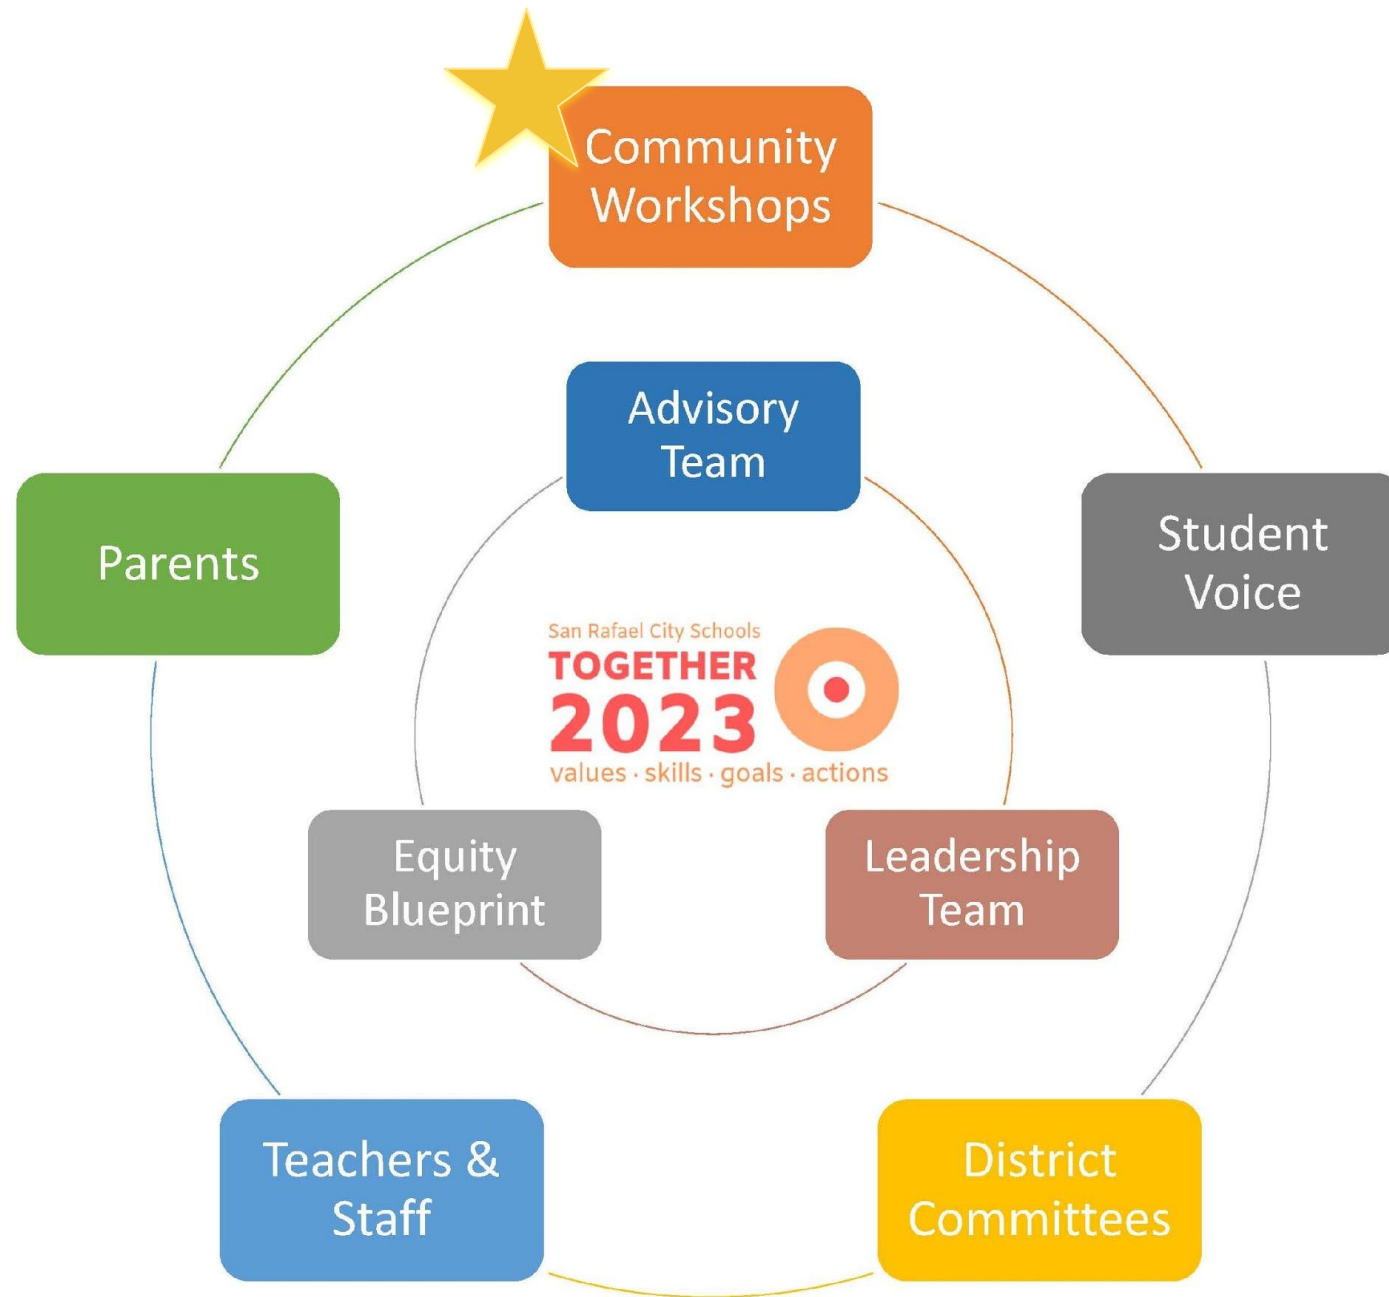 Community
Workshops
Advisory
Team
Parents
Student
Voice
San Rafael City Schools
TOGETHER
2023
values · skills · goals · actions
Equity
Blueprint
Leadership
Team
Teachers &
Staff
District
Committees